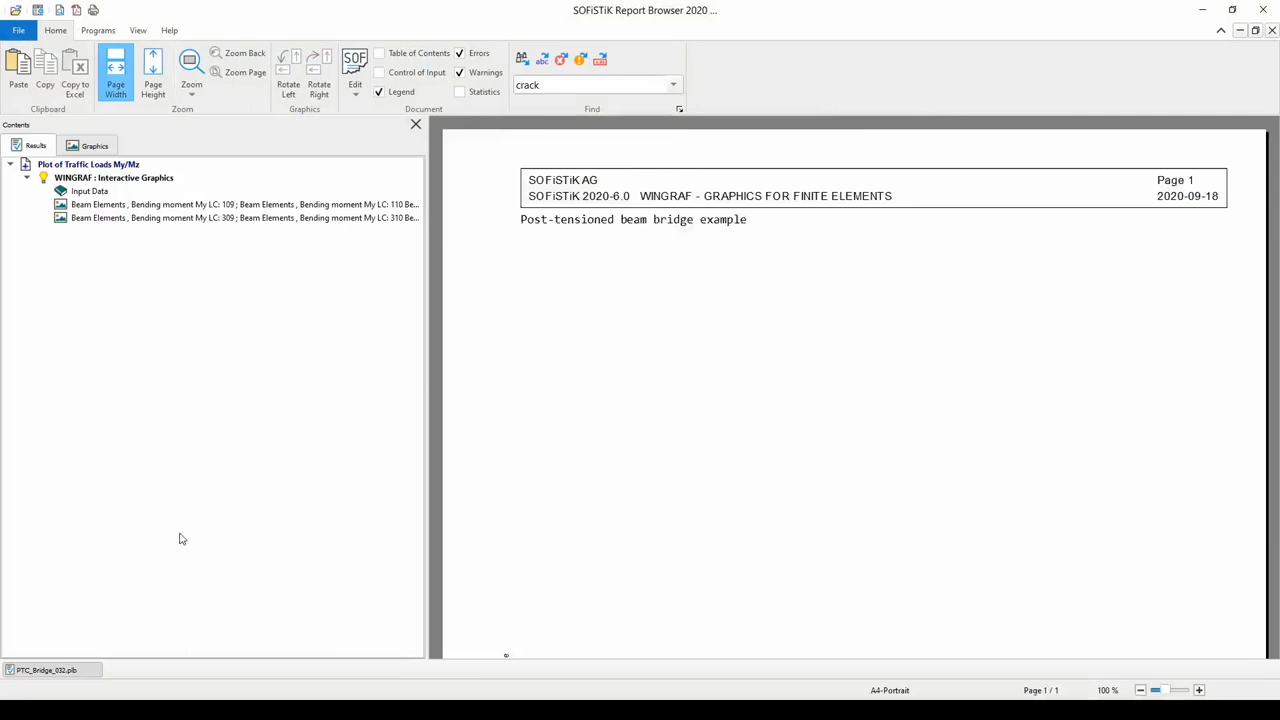 SOFiSTiK Report Browser 2020 ...
File
Home
Programs
View
Help
Paste
Copy
Copy to
Excel
Clipboard
Page
Width
Page
Height
Zoom
Zoom Back
Zoom Page
Zoom
Rotate
Left
Rotate
Right
Graphics
SOF
Edit
Table of Contents
Control of Input
Legend
Errors
Warnings
Statistics
Document
abc
crack
Find
Contents
Results
Graphics
Plot of Traffic Loads My/Mz
WINGRAF : Interactive Graphics
Input Data
Beam Elements , Bending moment My LC: 109 ; Beam Elements , Bending moment My LC: 110 Be...
Beam Elements , Bending moment My LC: 309 ; Beam Elements , Bending moment My LC: 310 Be...
SOFiSTiK AG
Page 1
SOFiSTiK 2020-6.0 WINGRAF - GRAPHICS FOR FINITE ELEMENTS
2020-09-18
Post-tensioned beam bridge example
PTC_Bridge_032.plb
A4-Portrait
Page 1 / 1
100 %